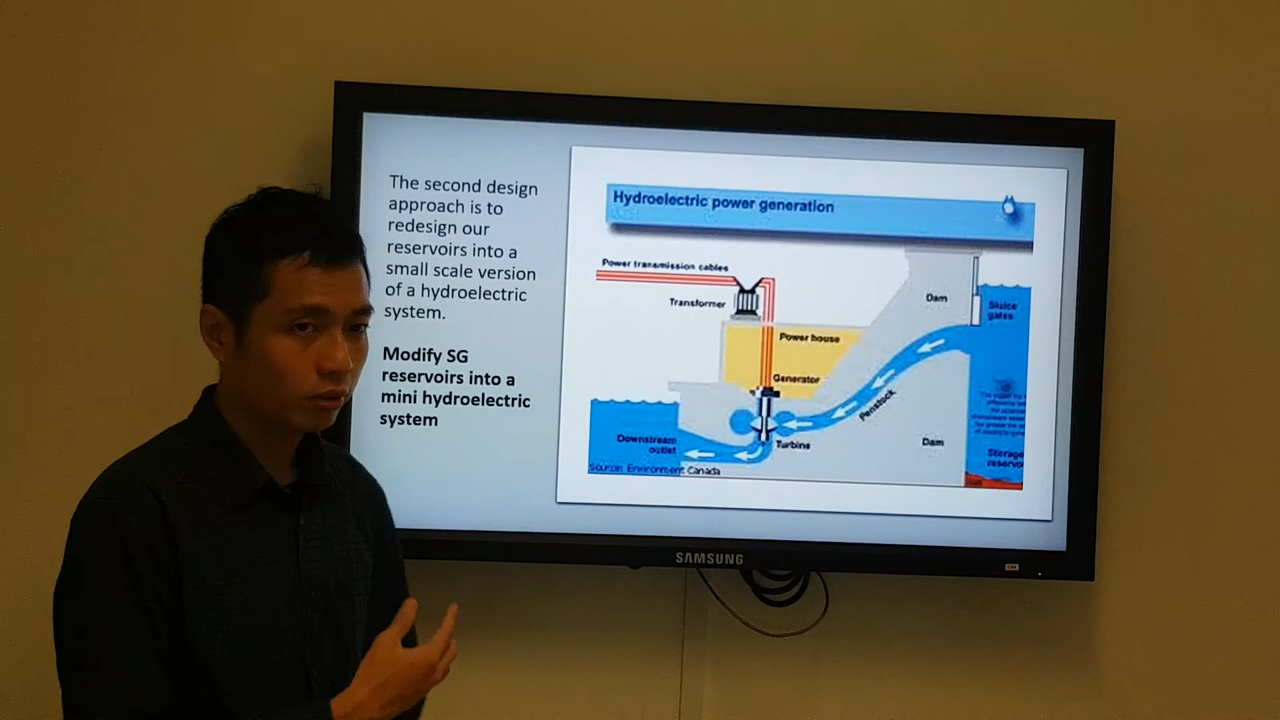 The second design
approach is to
redesign our
reservoirs into a
small scale version
of a hydroelectric
system.
Modify SG
reservoirs into a
mini hydroelectric
system
Hydroelectric power generation
Power transmission cables
Transformer
Dam
Sluice
gates
Power house
Generator
Penstock
Downstream
outlet
Turbine
Dam
Storage
Source: Environment Canada
SAMSUNG